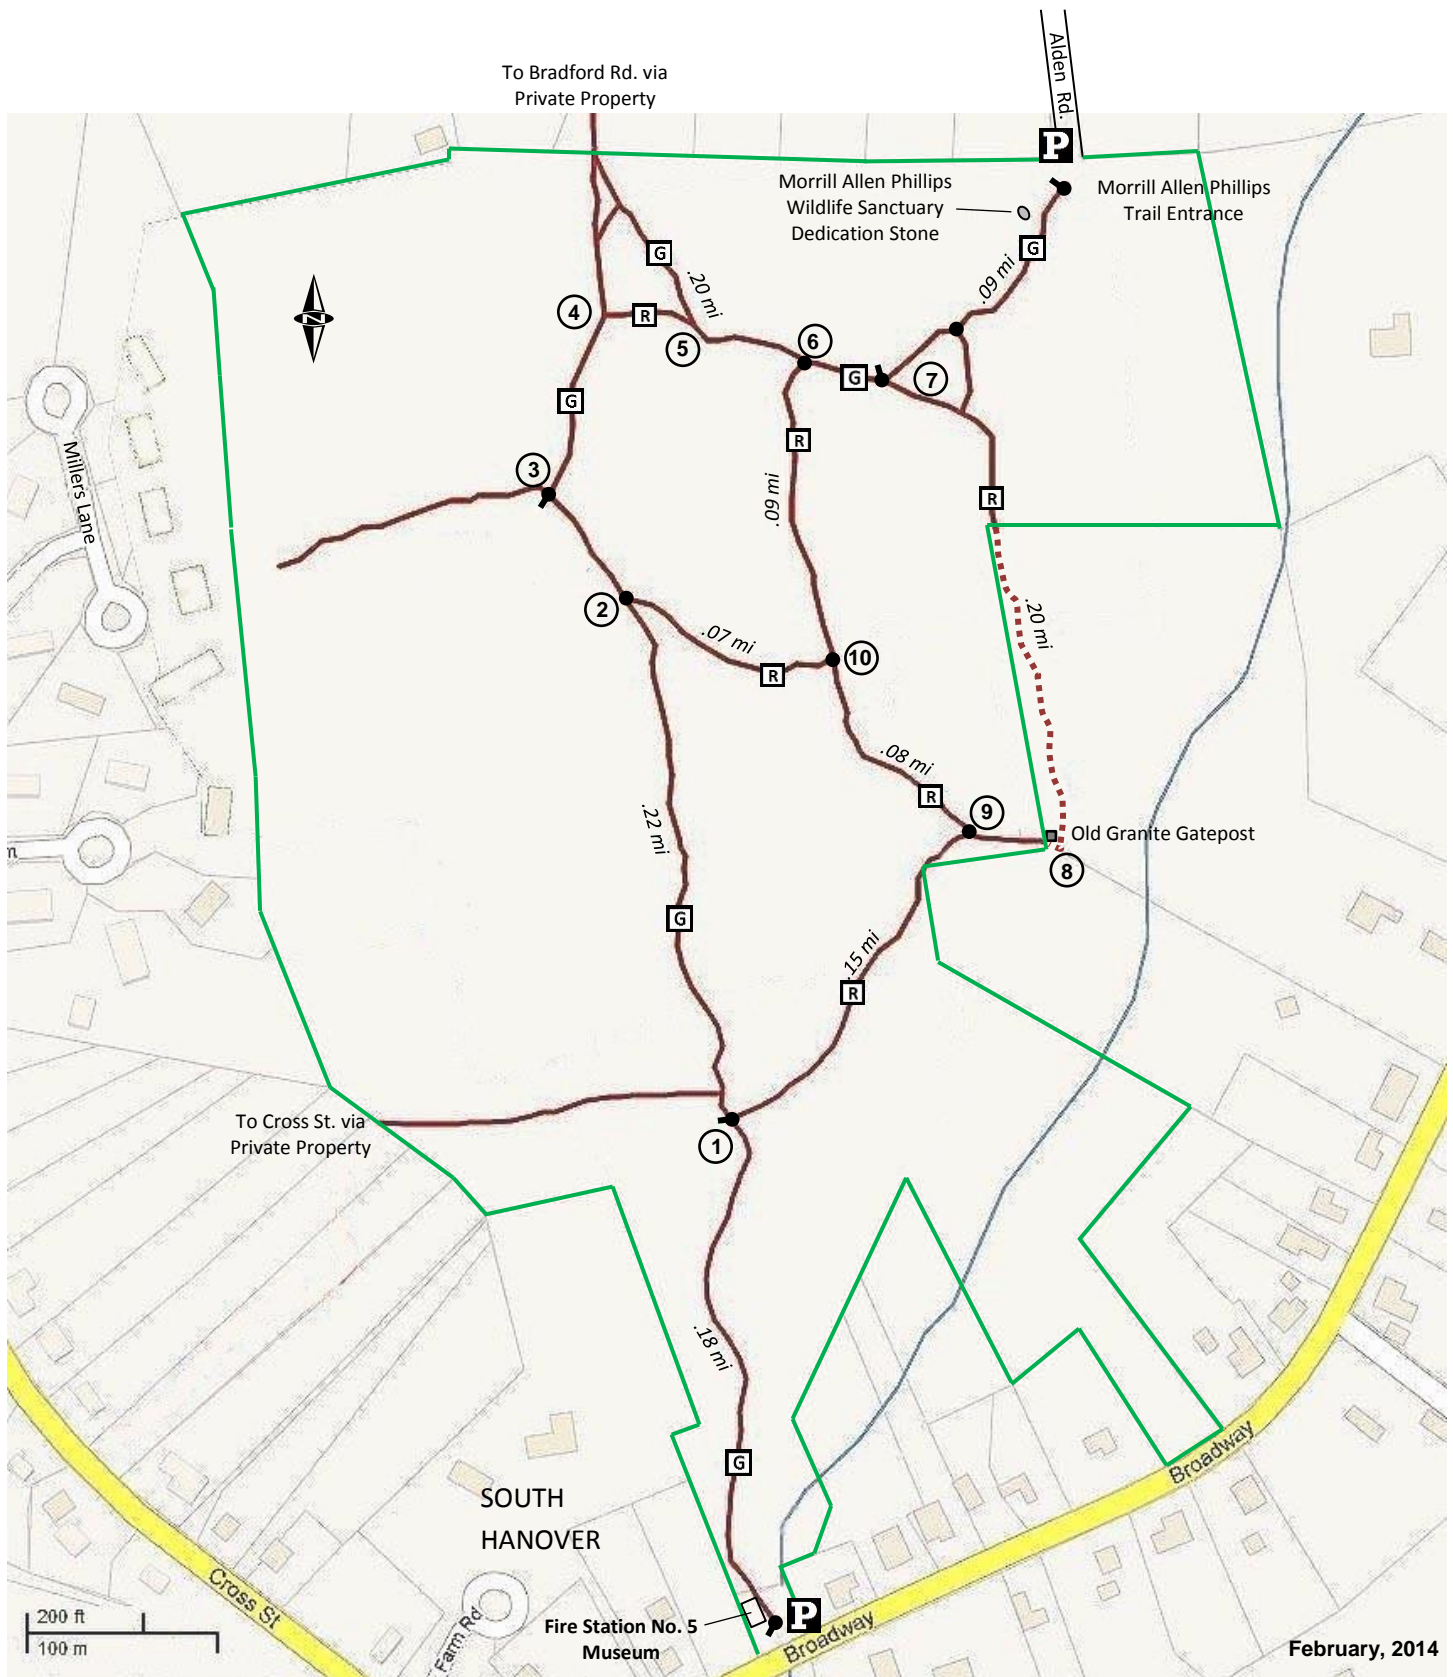 Alden Rd.
To Bradford Rd. via
Private Property
P
Morrill Allen Phillips
Wildlife Sanctuary
Dedication Stone
Morrill Allen Phillips
Trail Entrance
G
G
.20 mi
.09 mi
N
4
R
5
6
7
G
G
R
Millers Lane
3
.09 mi
R
2
.07 mi
R
10
.20 mi
.08 mi
R
9
Old Granite Gatepost
8
.22 mi
G
.15 mi
R
To Cross St. via
Private Property
1
.18 mi
G
SOUTH
HANOVER
Broadway
Cross St
Farm Rd
Fire Station No. 5
Museum
P
Broadway
200 ft
100 m
February, 2014